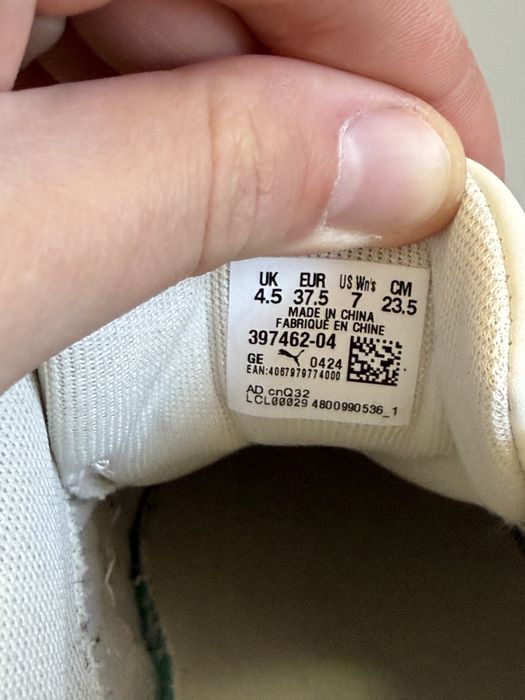 UK EUR US Wn's CM
4.5 37.5 7 23.5
MADE IN CHINA
FABRIQUÉ EN CHINE
397462-04
GE 0424
EAN:4067979774000
AD cnQ32
LCL00029 4800990536_1